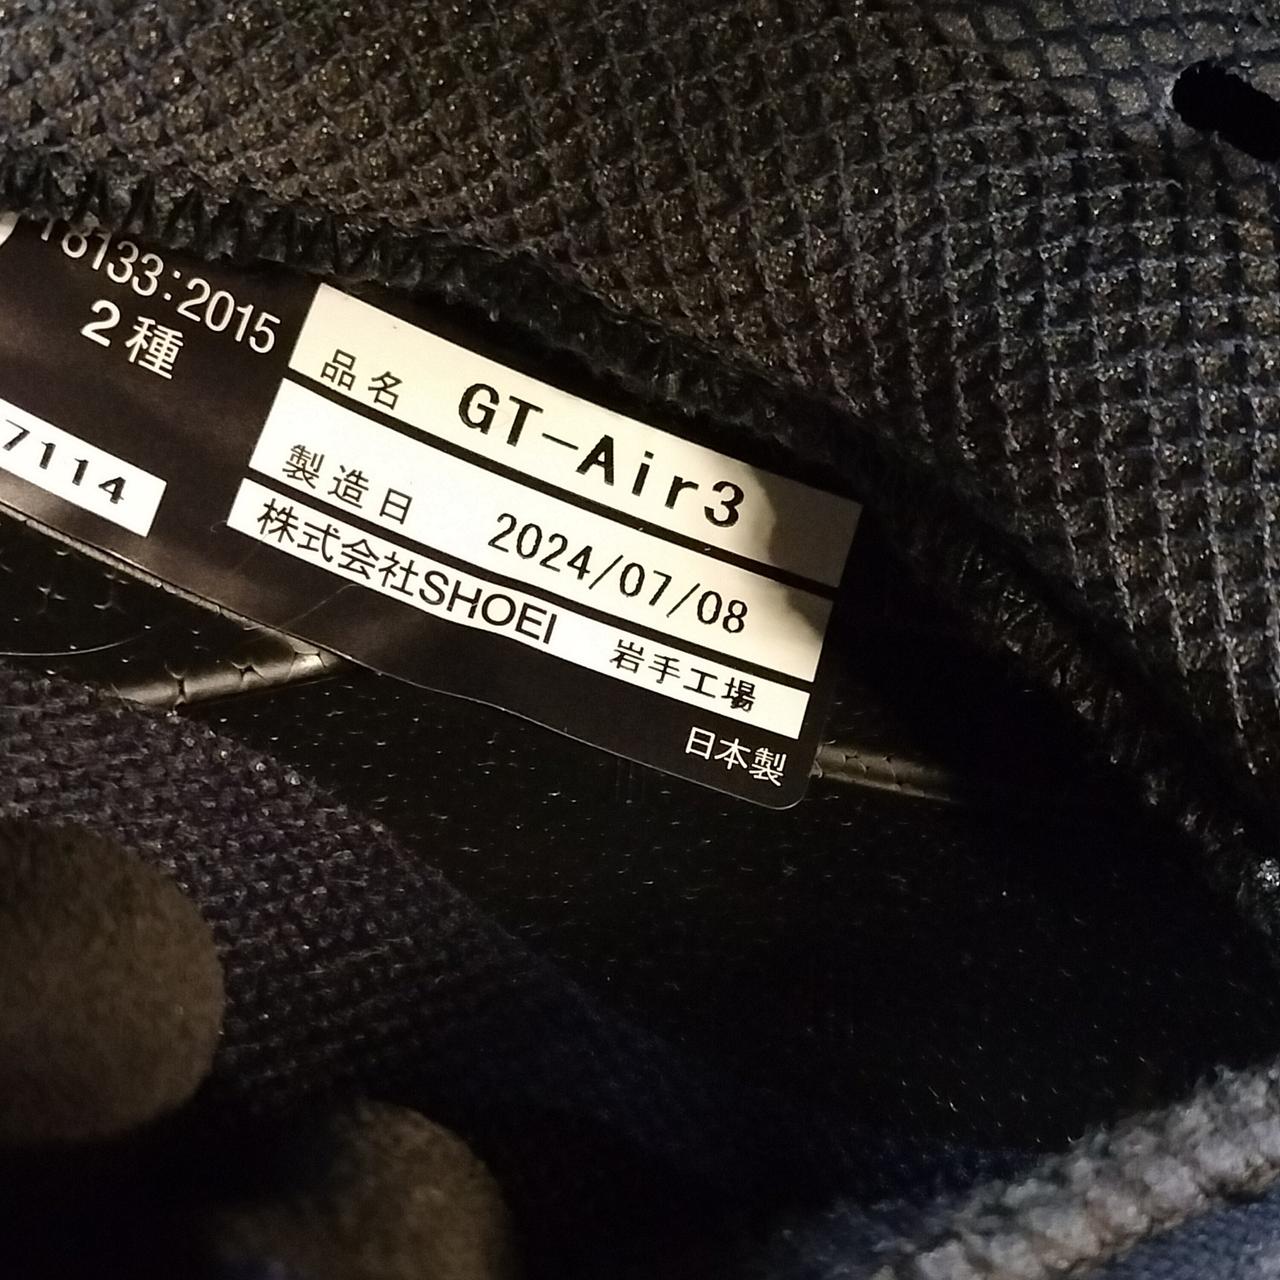 T8133:2015
2種
7114
品名 GT-Air3
製造日 2024/07/08
株式会社SHOEI 岩手工場
日本製